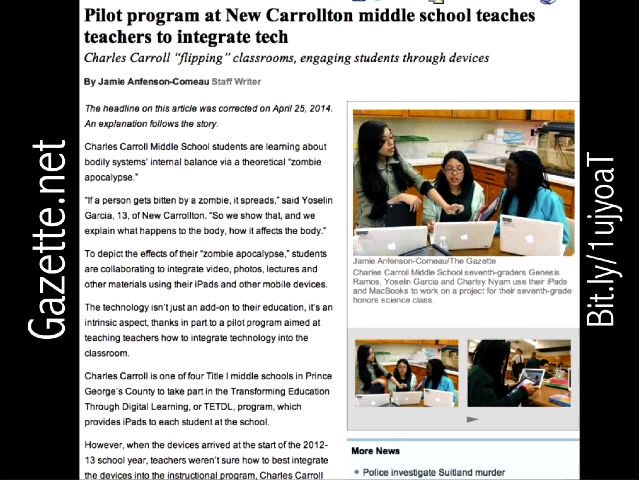 Pilot program at New Carrollton middle school teaches
teachers to integrate tech
Charles Carroll “flipping” classrooms, engaging students through devices
By Jamie Anfenson-Comeau Staff Writer
The headline on this article was corrected on April 25, 2014.
An explanation follows the story.
Charles Carroll Middle School students are learning about
bodily systems’ internal balance via a theoretical “zombie
apocalypse.”
“If a person gets bitten by a zombie, it spreads,” said Yoselin
Garcia, 13, of New Carrollton. “So we show that, and we
explain what happens to the body, how it affects the body.”
To depict the effects of their “zombie apocalypse,” students
are collaborating to integrate video, photos, lectures and
other materials using their iPads and other mobile devices.
The technology isn’t just an add-on to their education, it’s an
intrinsic aspect, thanks in part to a pilot program aimed at
teaching teachers how to integrate technology into the
classroom.
Charles Carroll is one of four Title I middle schools in Prince
George’s County to take part in the Transforming Education
Through Digital Learning, or TETDL, program, which
provides iPads to each student at the school.
However, when the devices arrived at the start of the 2012-
13 school year, teachers weren’t sure how to best integrate
the devices into the instructional program, Charles Carroll
Jamie Anfenson-Comeau/The Gazette
Charles Carroll Middle School seventh-graders Genesis
Ramos, Yoselin Garcia and Charlsy Nyam use their iPads
and MacBooks to work on a project for their seventh-grade
honors science class.
More News
Police investigate Suitland murder
Gazette.net
Bit.ly/1ujyoaT